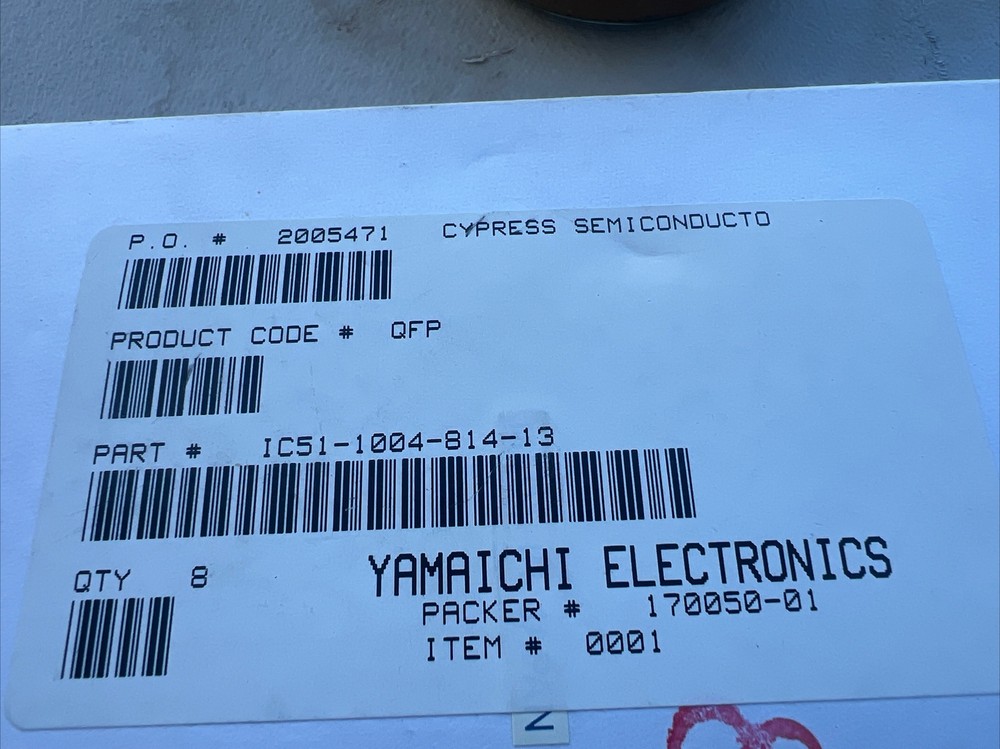 P.O. # 2005471 CYPRESS SEMICONDUCTO
PRODUCT CODE # QFP
PART # IC51-1004-814-13
QTY 8
YAMAICHI ELECTRONICS
PACKER # 170050-01
ITEM # 0001
N